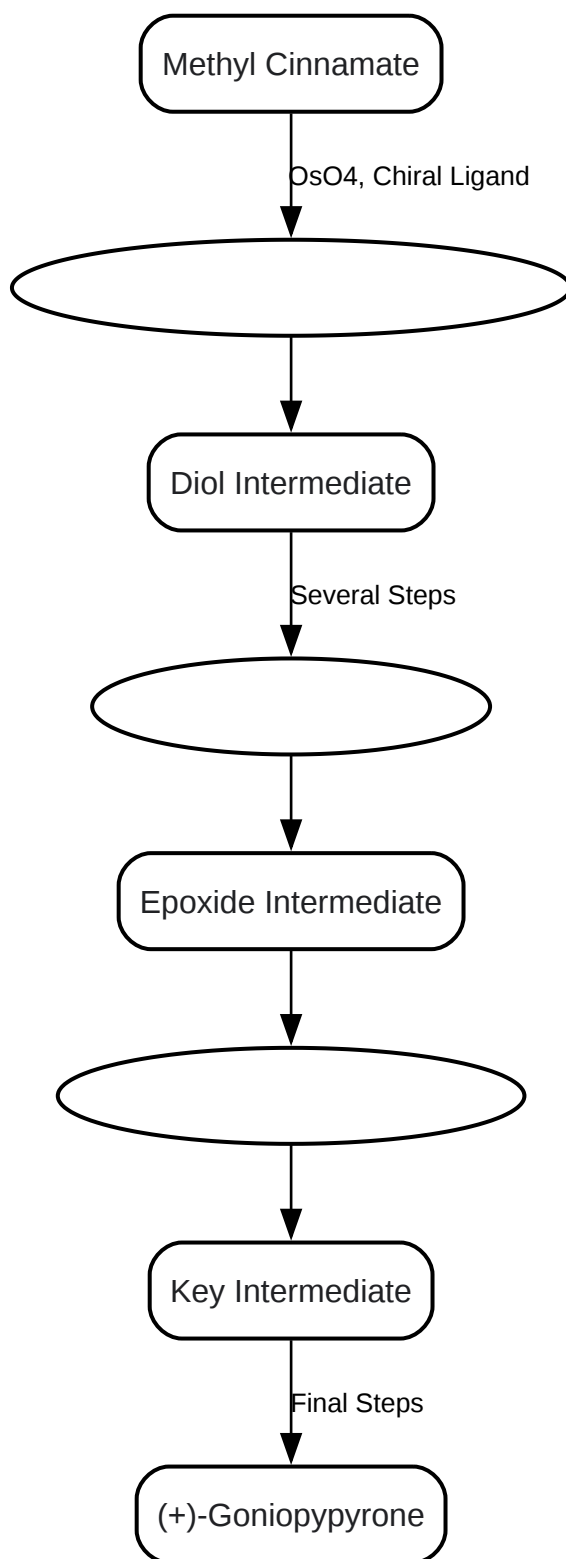 Methyl Cinnamate
OsO4, Chiral Ligand
Diol Intermediate
Several Steps
Epoxide Intermediate
Key Intermediate
Final Steps
(+)-Goniopypyrone